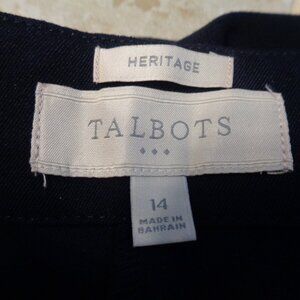 HERITAGE
TALBOTS
14
MADE IN
BAHRAIN